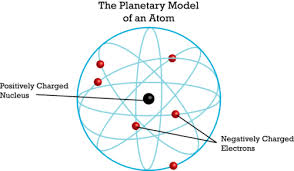 The Planetary Model
of an Atom
Positively Charged
Nucleus
Negatively Charged
Electrons